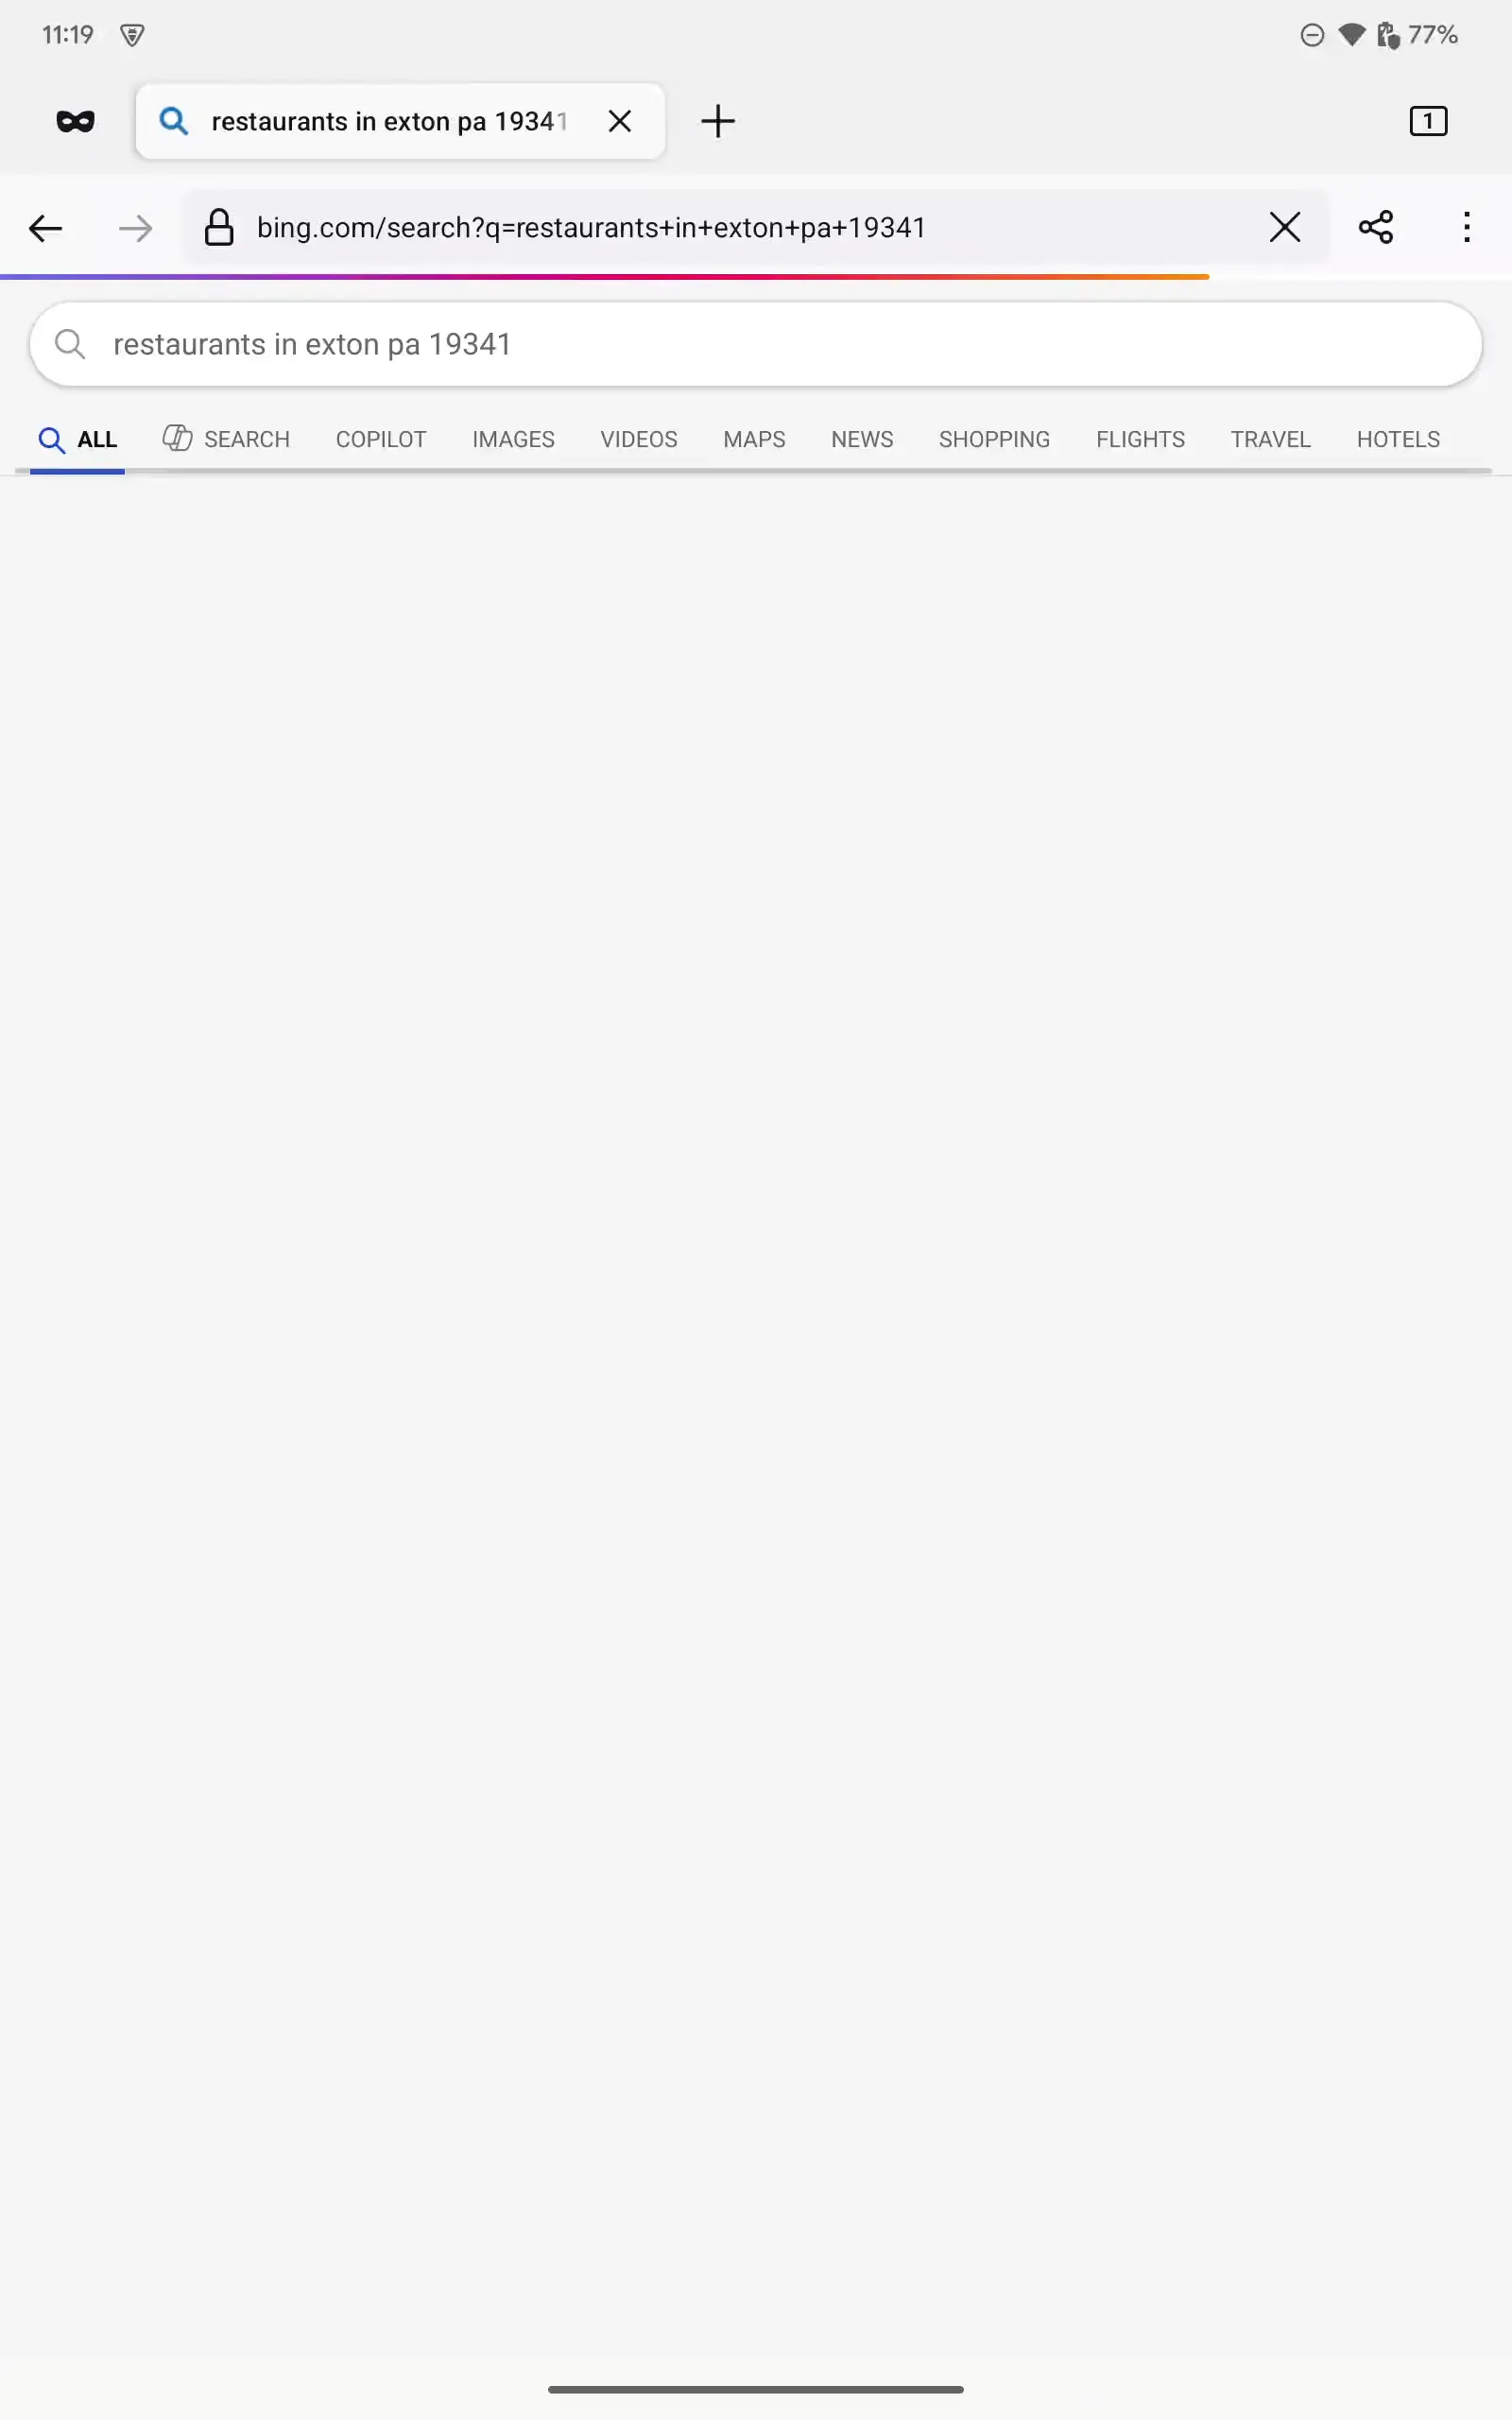 11:19
77%
restaurants in exton pa 19341
1
bing.com/search?q=restaurants+in+exton+pa+19341
restaurants in exton pa 19341
ALL SEARCH COPILOT IMAGES VIDEOS MAPS NEWS SHOPPING FLIGHTS TRAVEL HOTELS